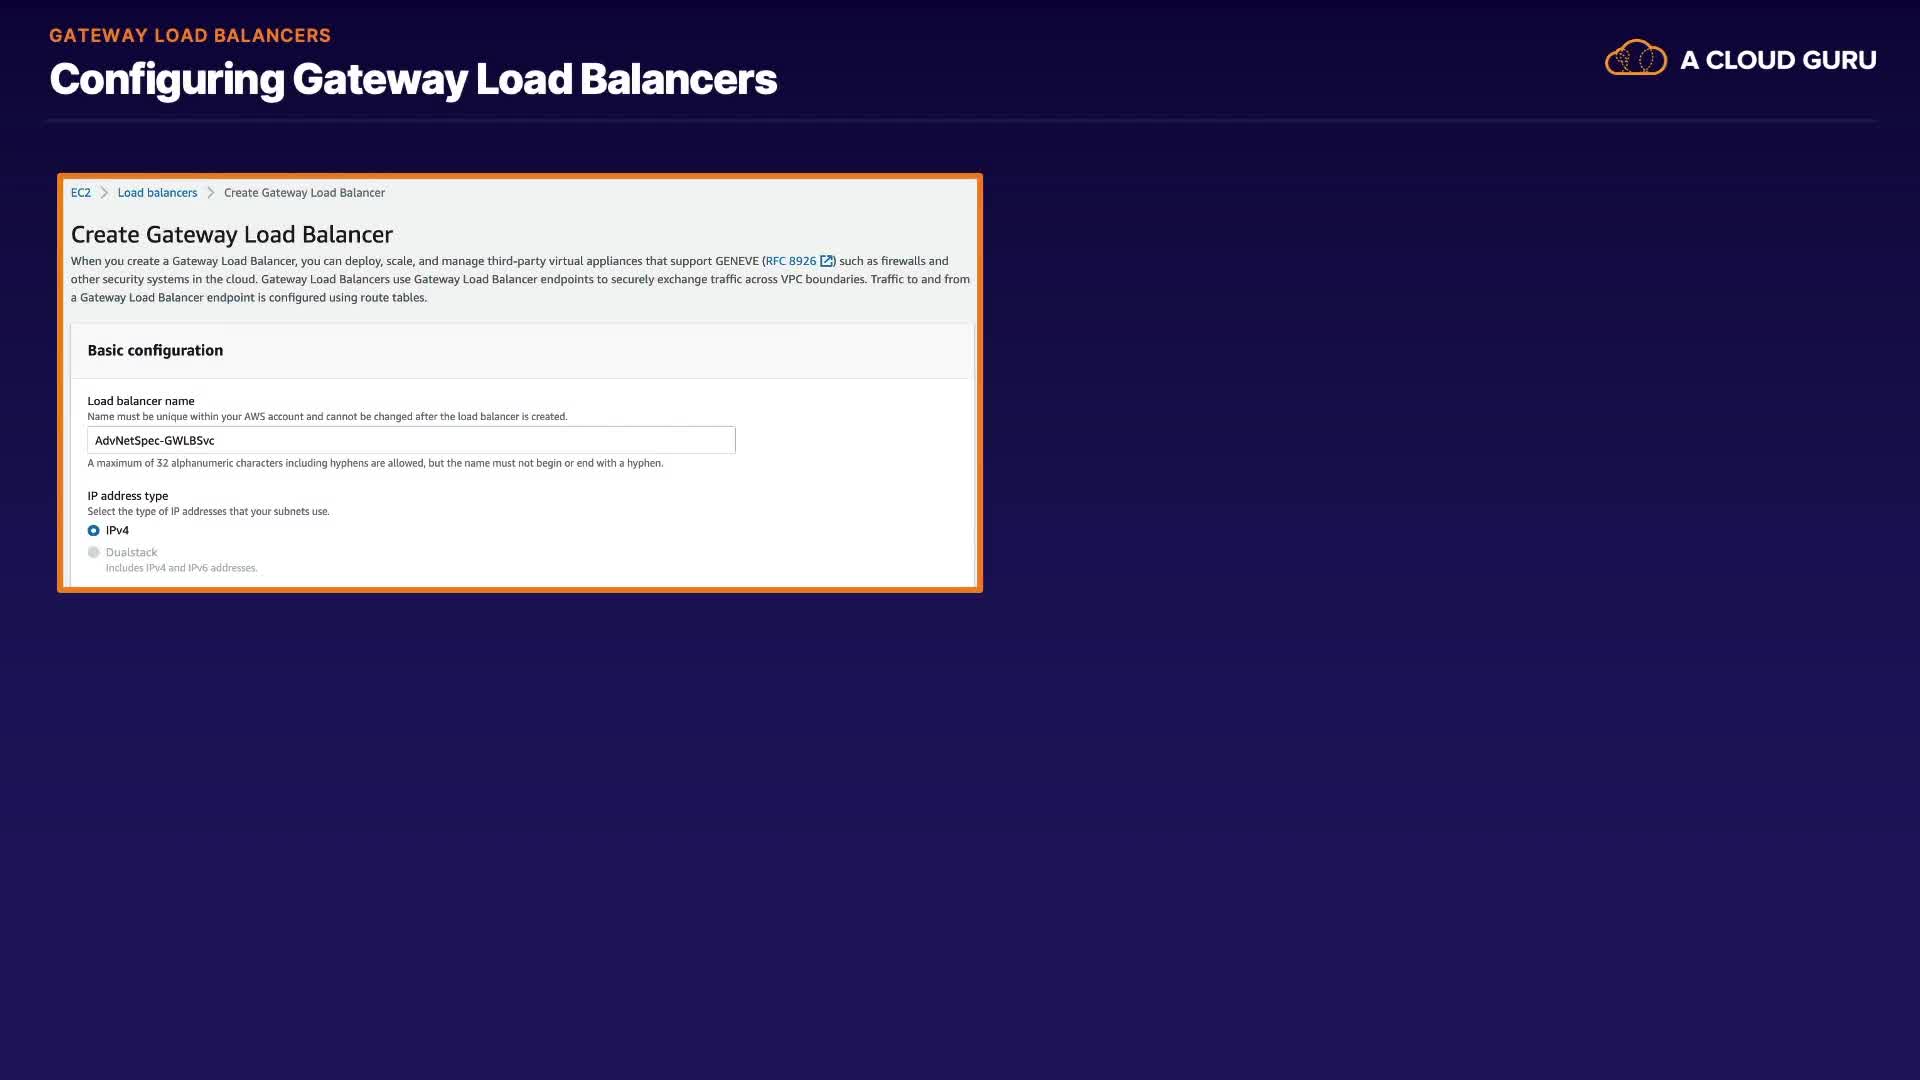 GATEWAY LOAD BALANCERS
Configuring Gateway Load Balancers
A CLOUD GURU
EC2 > Load balancers > Create Gateway Load Balancer
Create Gateway Load Balancer
When you create a Gateway Load Balancer, you can deploy, scale, and manage third-party virtual appliances that support GENEVE (RFC 8926) such as firewalls and
other security systems in the cloud. Gateway Load Balancers use Gateway Load Balancer endpoints to securely exchange traffic across VPC boundaries. Traffic to and from
a Gateway Load Balancer endpoint is configured using route tables.
Basic configuration
Load balancer name
Name must be unique within your AWS account and cannot be changed after the load balancer is created.
AdvNetSpec-GWLBSvc
A maximum of 32 alphanumeric characters including hyphens are allowed, but the name must not begin or end with a hyphen.
IP address type
Select the type of IP addresses that your subnets use.
IPv4
Dualstack
Includes IPv4 and IPv6 addresses.